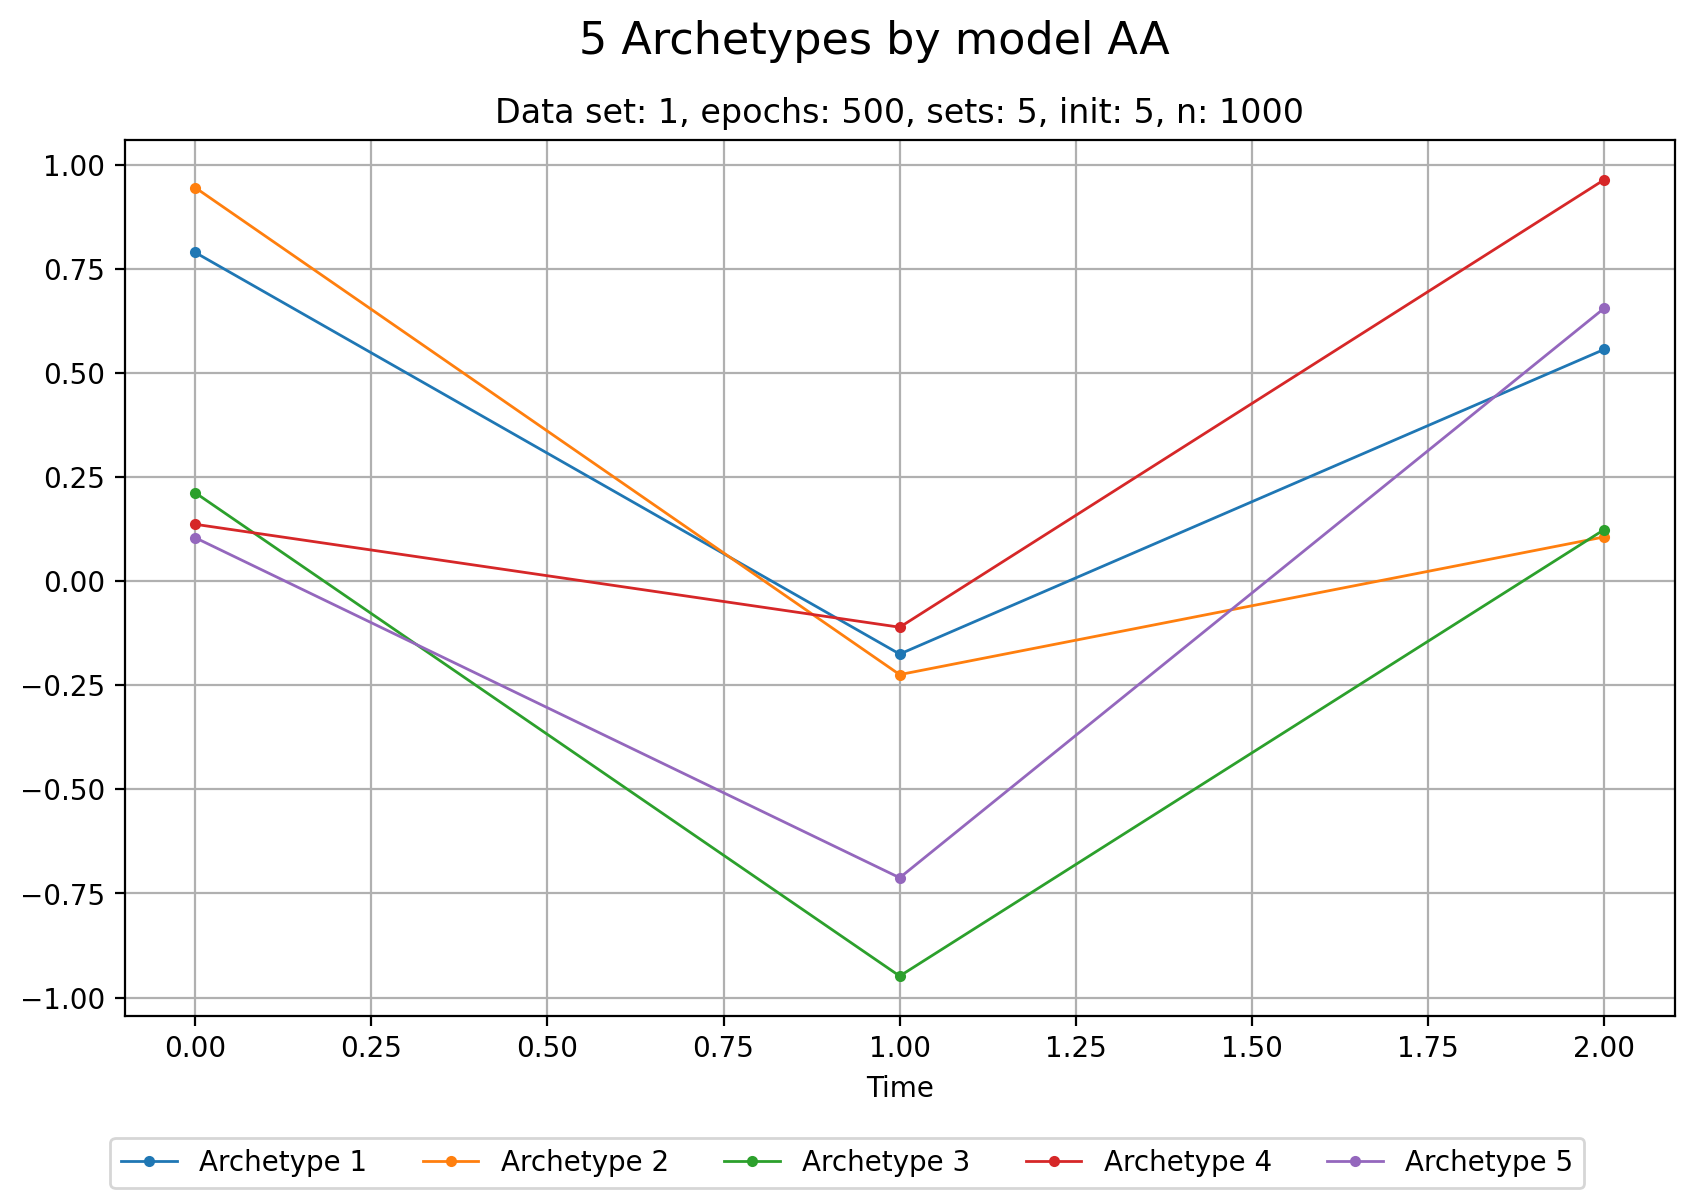 5 Archetypes by model AA
Data set: 1, epochs: 500, sets: 5, init: 5, n: 1000
1.00
0.75
0.50
0.25
0.00
−0.25
−0.50
−0.75
−1.00
0.00 0.25 0.50 0.75 1.00 1.25 1.50 1.75 2.00
Time
Archetype 1 Archetype 2 Archetype 3 Archetype 4 Archetype 5